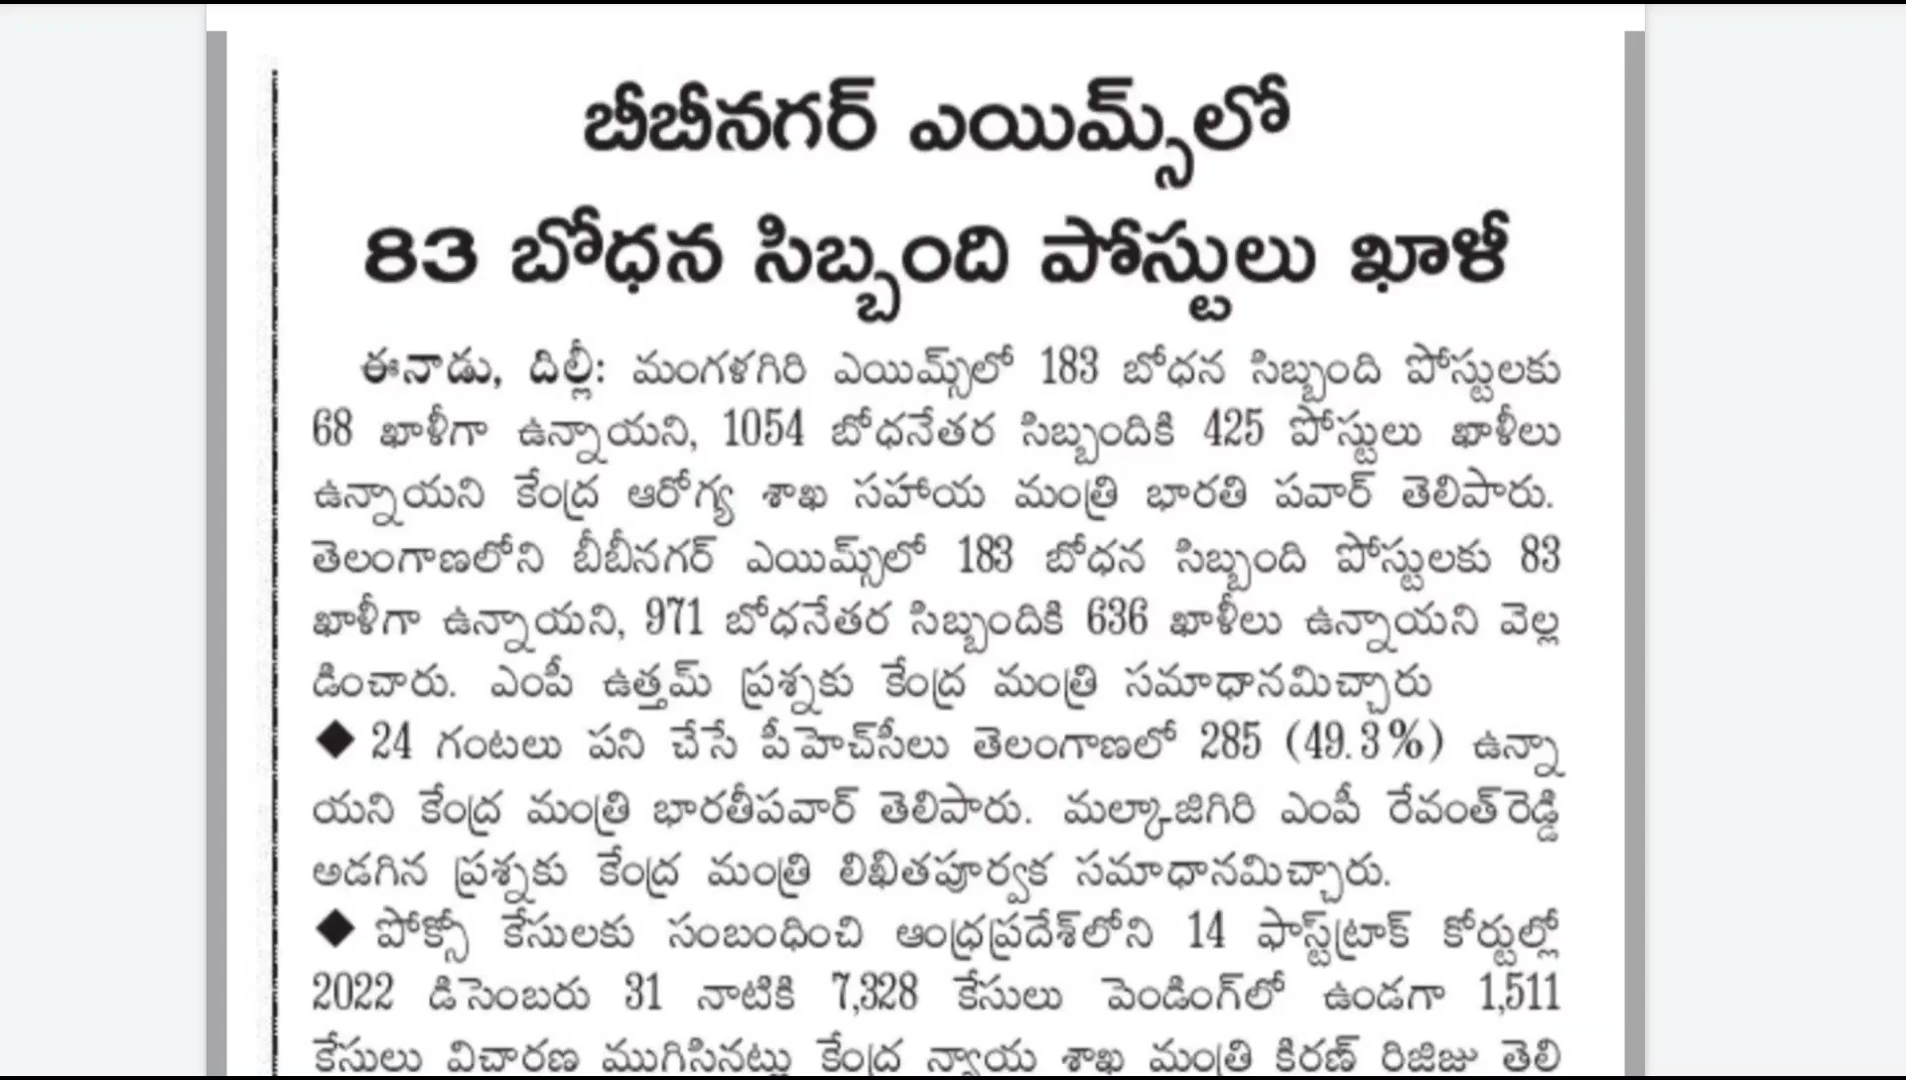 బీబీనగర్ ఎయిమ్స్‌లో
83 బోధన సిబ్బంది పోస్టులు ఖాళీ
ఈనాడు, దిల్లీ: మంగళగిరి ఎయిమ్స్‌లో 183 బోధన సిబ్బంది పోస్టులకు
68 ఖాళీగా ఉన్నాయని, 1054 బోధనేతర సిబ్బందికి 425 పోస్టులు ఖాళీలు
ఉన్నాయని కేంద్ర ఆరోగ్య శాఖ సహాయ మంత్రి భారతి పవార్ తెలిపారు.
తెలంగాణలోని బీబీనగర్ ఎయిమ్స్‌లో 183 బోధన సిబ్బంది పోస్టులకు 83
ఖాళీగా ఉన్నాయని, 971 బోధనేతర సిబ్బందికి 636 ఖాళీలు ఉన్నాయని వెల్ల
డించారు. ఎంపీ ఉత్తమ్ ప్రశ్నకు కేంద్ర మంత్రి సమాధానమిచ్చారు
◆ 24 గంటలు పని చేసే పీహెచ్‌సీలు తెలంగాణలో 285 (49.3%) ఉన్నా
యని కేంద్ర మంత్రి భారతీపవార్ తెలిపారు. మల్కాజిగిరి ఎంపీ రేవంత్‌రెడ్డి
అడగిన ప్రశ్నకు కేంద్ర మంత్రి లిఖితపూర్వక సమాధానమిచ్చారు.
◆ పోక్సో కేసులకు సంబంధించి ఆంధ్రప్రదేశ్‌లోని 14 ఫాస్ట్‌ట్రాక్ కోర్టుల్లో
2022 డిసెంబరు 31 నాటికి 7,328 కేసులు పెండింగ్‌లో ఉండగా 1,511
కేసులు విచారణ ముగిసినట్లు కేంద్ర న్యాయ శాఖ మంత్రి కిరణ్ రిజిజు తెలి